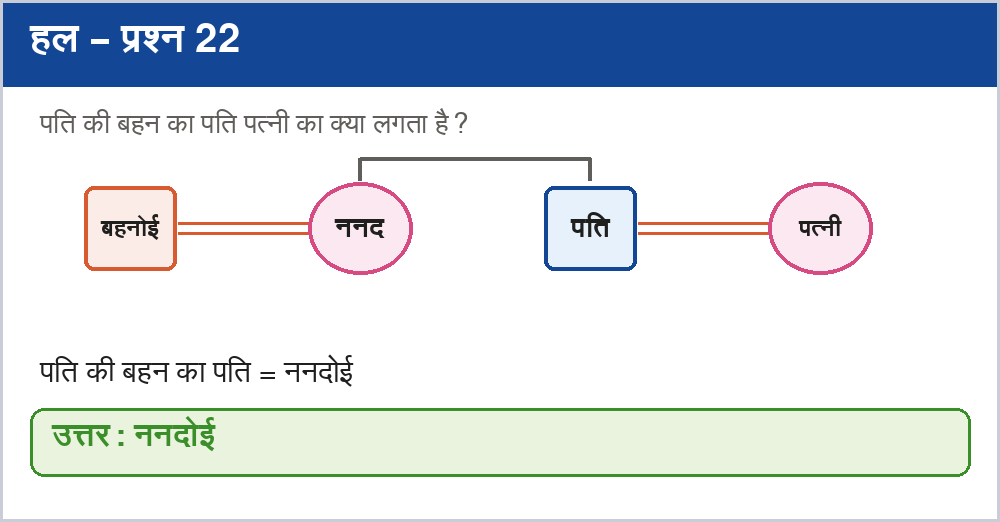 हल – प्रश्न 22
पति की बहन का पति पत्नी का क्या लगता है ?
बहनोई ननद पति पत्नी
पति की बहन का पति = ननदोई
उत्तर : ननदोई